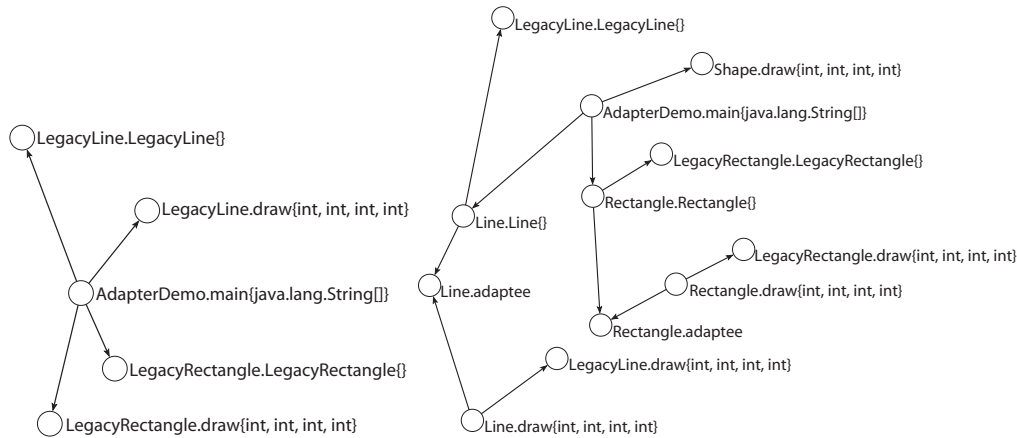 LegacyLine.LegacyLine{}
LegacyLine.draw{int, int, int, int}
AdapterDemo.main{java.lang.String[]}
LegacyRectangle.LegacyRectangle{}
LegacyRectangle.draw{int, int, int, int}
LegacyLine.LegacyLine{}
Shape.draw{int, int, int, int}
AdapterDemo.main{java.lang.String[]}
LegacyRectangle.LegacyRectangle{}
Rectangle.Rectangle{}
Line.Line{}
LegacyRectangle.draw{int, int, int, int}
Line.adaptee
Rectangle.draw{int, int, int, int}
Rectangle.adaptee
LegacyLine.draw{int, int, int, int}
Line.draw{int, int, int, int}